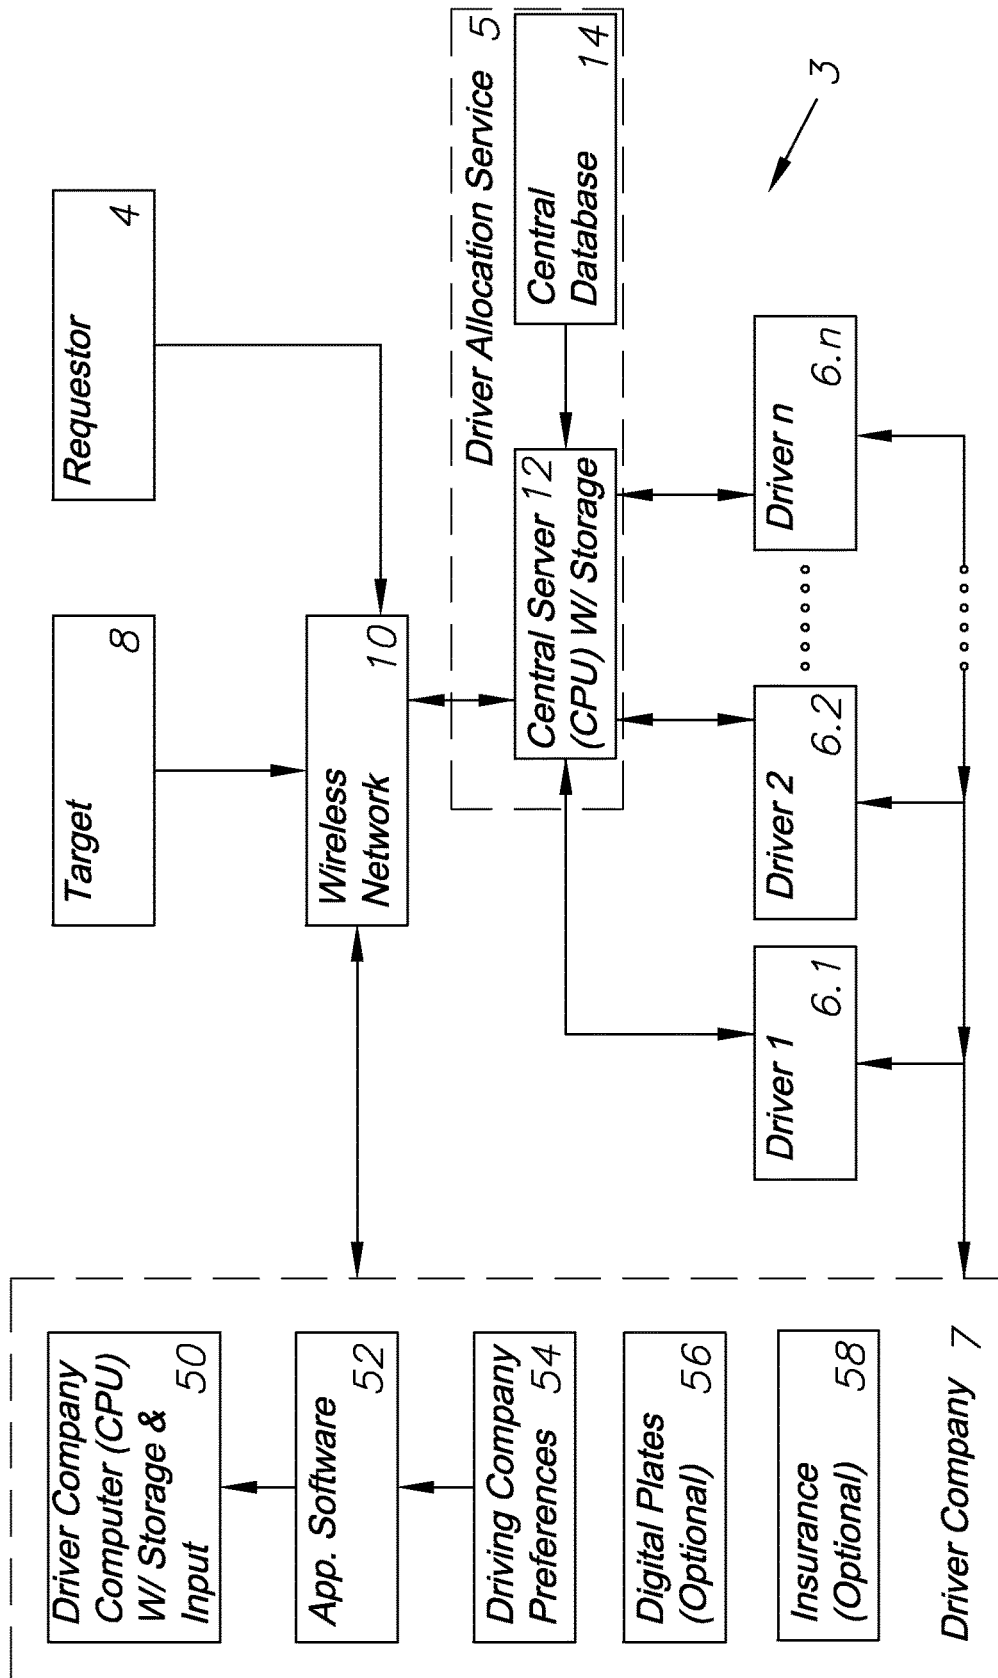 Driver Company
Computer (CPU)
W/ Storage &
Input
50
App. Software
52
Driving Company
Preferences
54
Digital Plates
(Optional)
56
Insurance
(Optional)
58
Driver Company 7
Target
8
Requestor
4
Wireless
Network
10
Driver Allocation Service 5
Central Server 12
(CPU) W/ Storage
Central
Database
14
Driver 1
6.1
Driver 2
6.2
Driver n
6.n
3